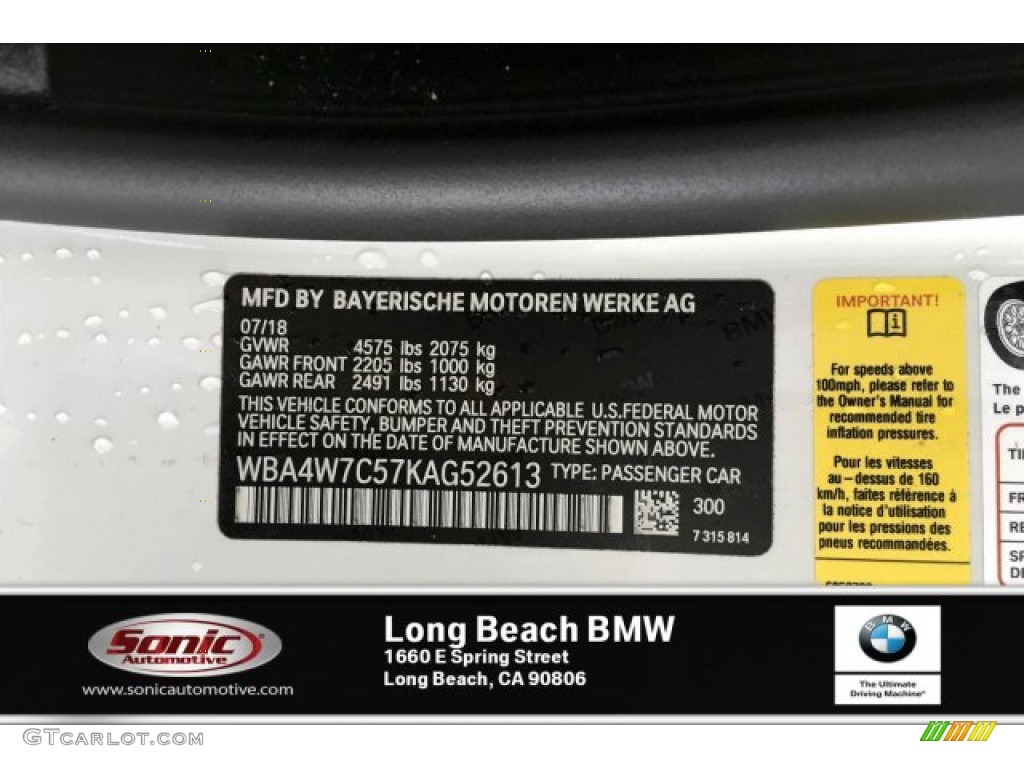 MFD BY BAYERISCHE MOTOREN WERKE AG
07/18
GVWR 4575 lbs 2075 kg
GAWR FRONT 2205 lbs 1000 kg
GAWR REAR 2491 lbs 1130 kg
THIS VEHICLE CONFORMS TO ALL APPLICABLE U.S.FEDERAL MOTOR
VEHICLE SAFETY, BUMPER AND THEFT PREVENTION STANDARDS
IN EFFECT ON THE DATE OF MANUFACTURE SHOWN ABOVE.
WBA4W7C57KAG52613 TYPE: PASSENGER CAR
300
7 315 814
IMPORTANT!
For speeds above
100mph, please refer to
the Owner's Manual for
recommended tire
inflation pressures.
Pour les vitesses
au-dessus de 160
km/h, faites référence à
la notice d'utilisation
pour les pressions des
pneus recommandées.
The
Le p
TI
FR
RE
SP
DE
Sonic
Automotive
www.sonicautomotive.com
Long Beach BMW
1660 E Spring Street
Long Beach, CA 90806
BMW
The Ultimate
Driving Machine®
GTCarLot.com